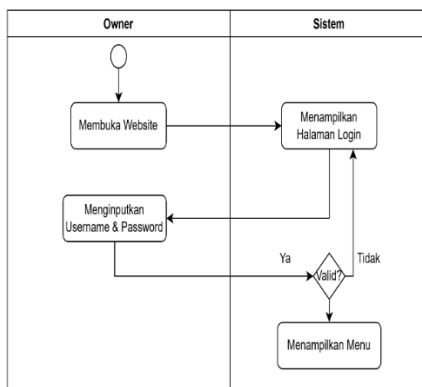 Owner
Sistem
Membuka Website
Menampilkan
Halaman Login
Menginputkan
Username & Password
Ya
Valid?
Tidak
Menampilkan Menu